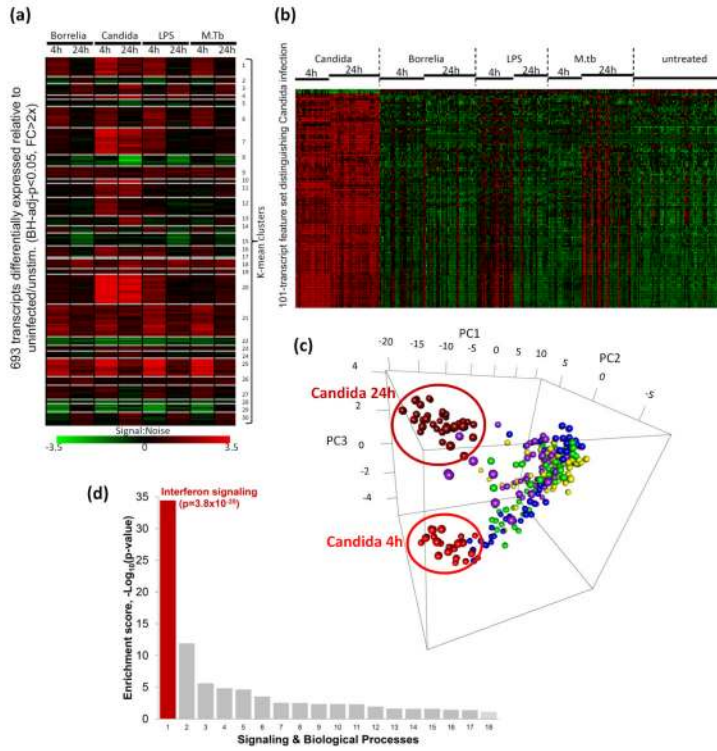 (a)
Borrelia Candida LPS M.Tb
4h 24h 4h 24h 4h 24h 4h 24h
693 transcripts differentially expressed relative to
uninfected/unstim. (BH-adj-p<0.05, FC>2x)
1
2
3
4
5
6
7
8
9
10
11
12
13
14
15
16
17
18
19
20
21
22
23
24
25
26
27
28
29
30
K-mean clusters
Signal:Noise
-3.5 0 3.5
(b)
Candida Borrelia LPS M.tb untreated
4h 24h 4h 24h 4h 24h 4h 24h
101-transcript feature set distinguishing Candida infection
(c)
PC1
-20 -15 -10 -5 0 5 10
PC2
5 0 -5
PC3
4
2
0
-2
-4
Candida 24h
Candida 4h
(d)
Interferon signaling
Enrichment score, -Log10(p-value)
35
30
25
20
15
10
5
0
1 2 3 4 5 6 7 8 9 10 11 12 13 14 15 16 17 18
Signaling & Biological Processes